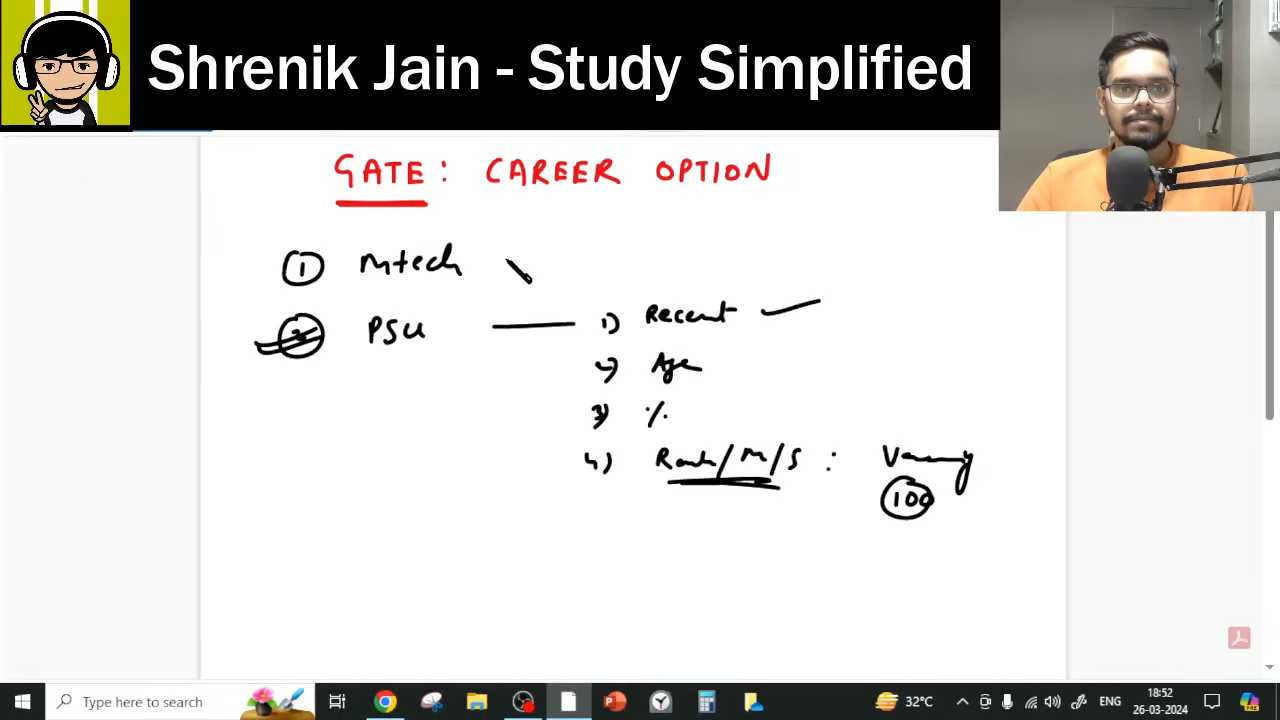 Shrenik Jain - Study Simplified
GATE: CAREER OPTION
1 Mtech
2 PSU — 1) Recent
2) Age
3) %
4) Rank/M/S : Vacancy
100
Type here to search
32°C
ENG
18:52
26-03-2024
PRE